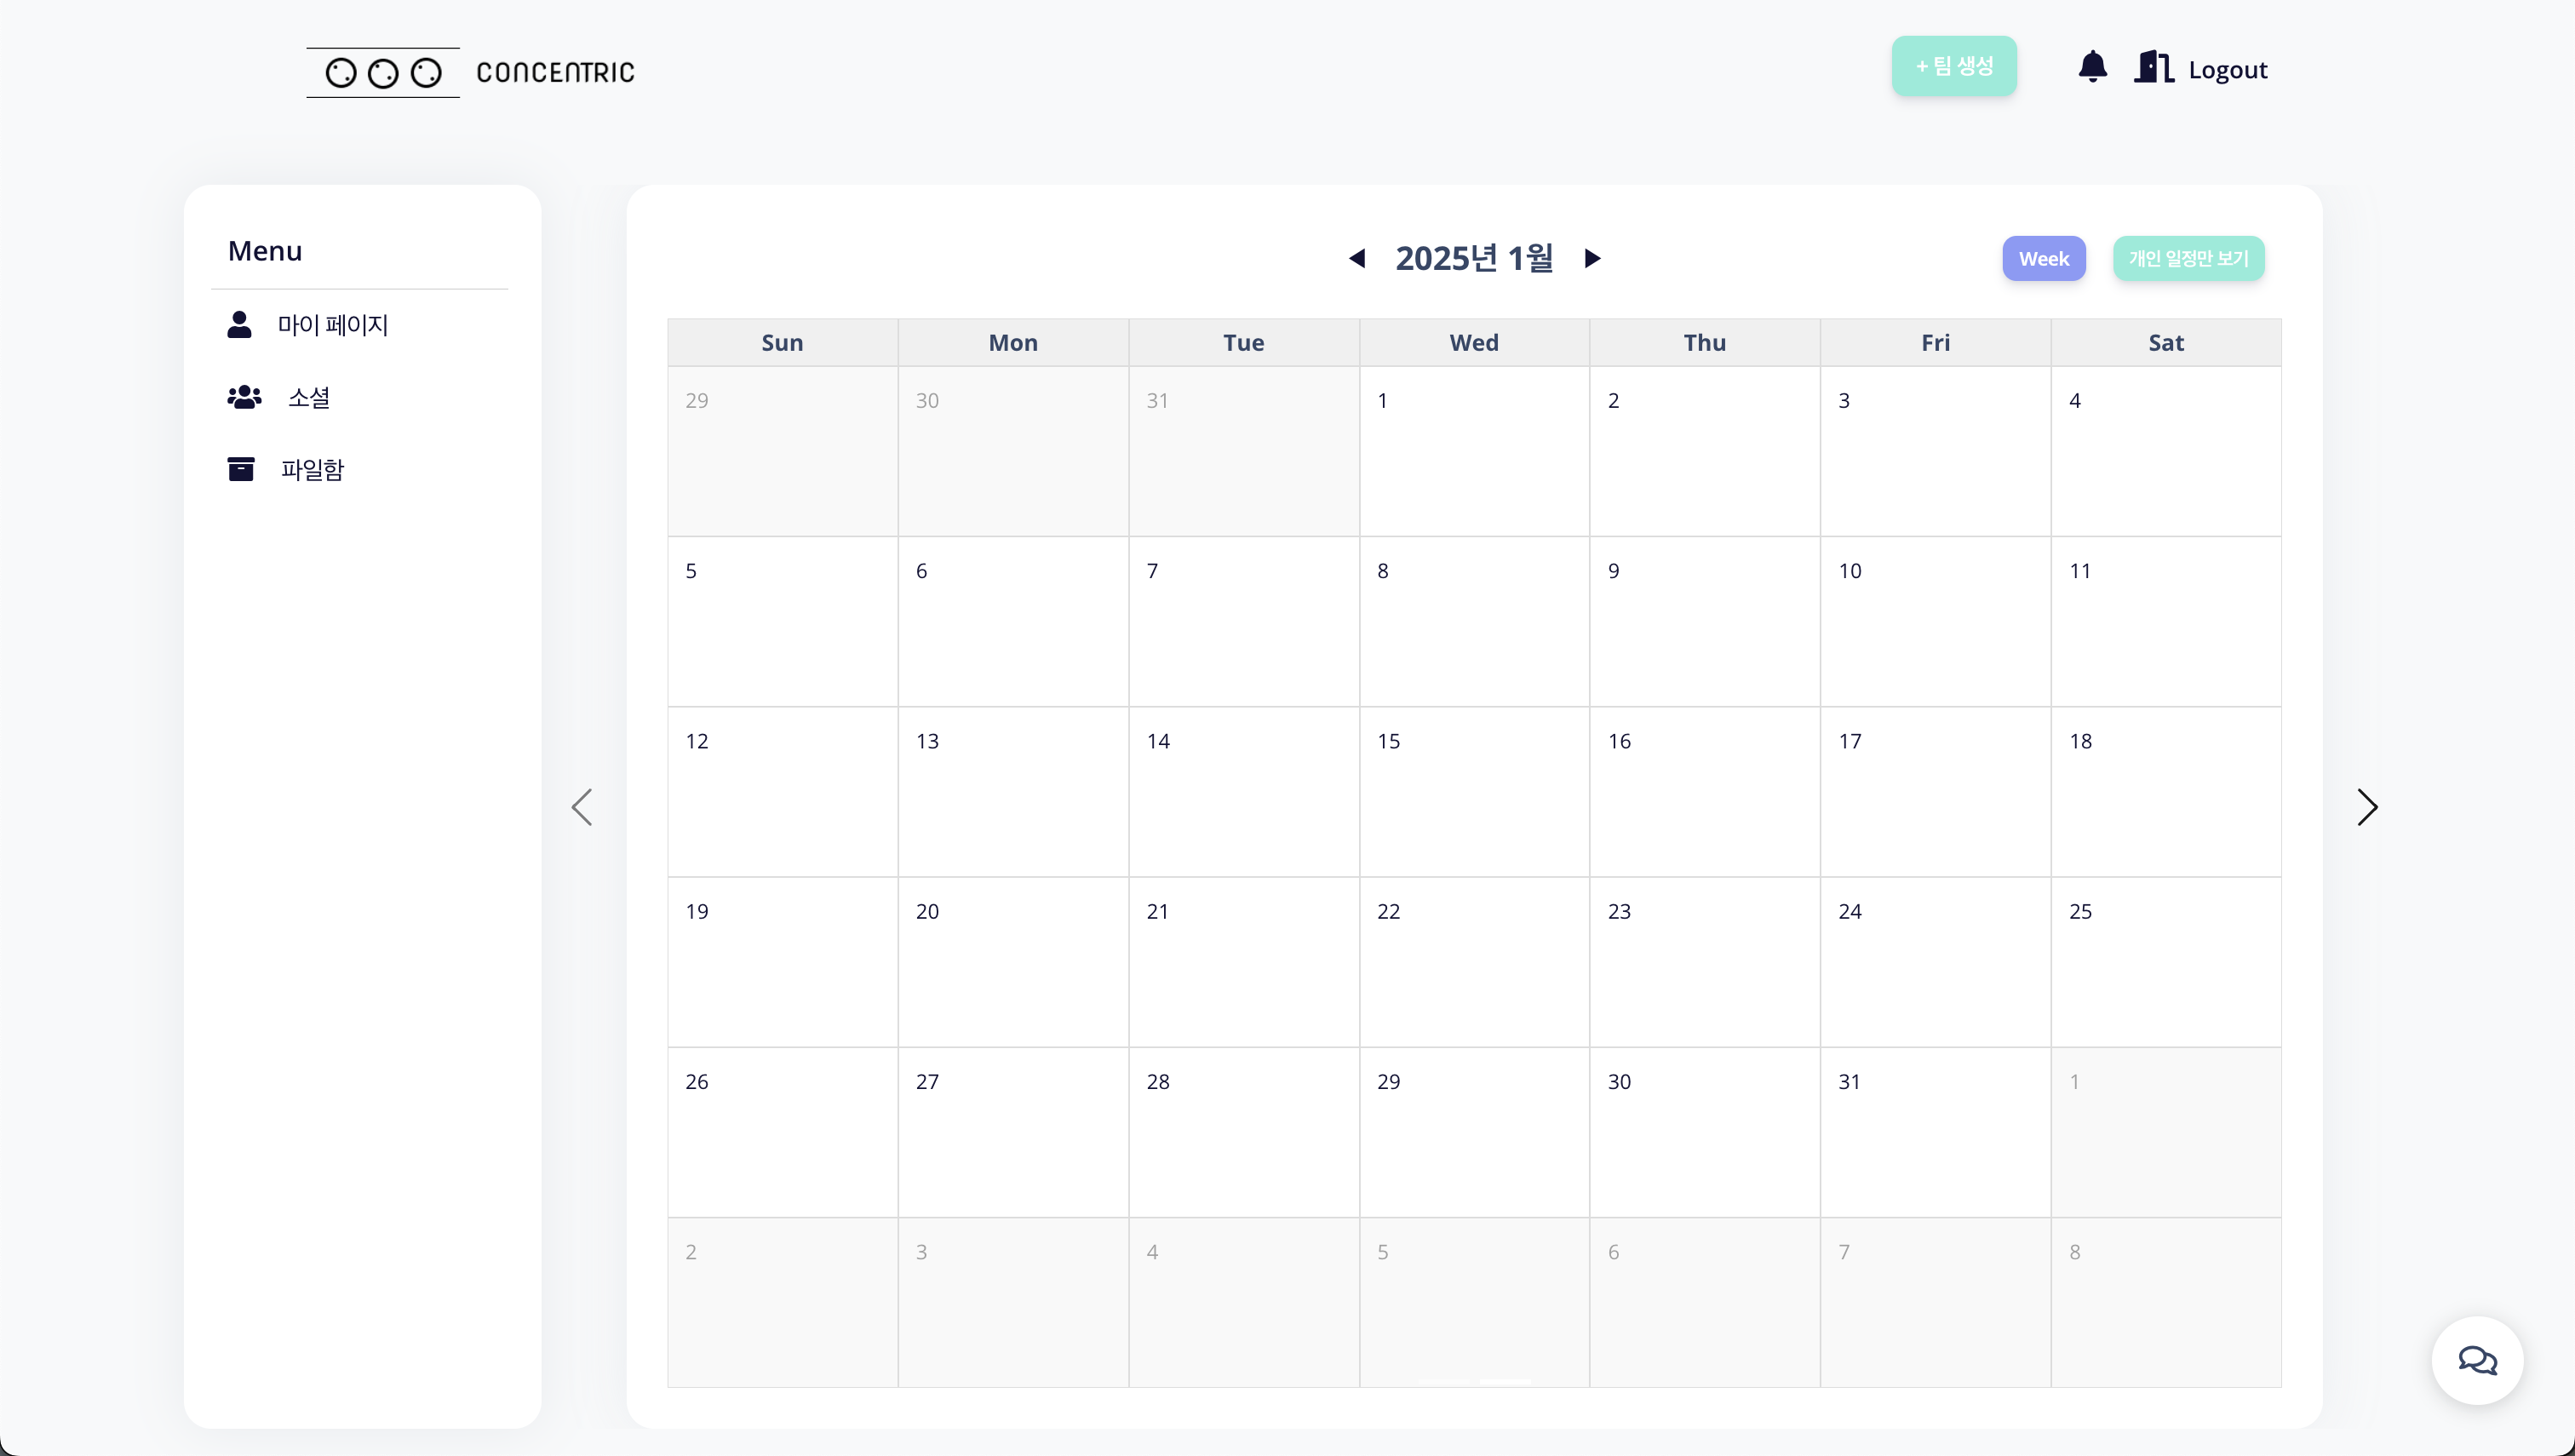 CONCENTRIC
+ 팀 생성
Logout
Menu
마이 페이지
소셜
파일함
2025년 1월
Week
개인 일정만 보기
Sun Mon Tue Wed Thu Fri Sat
29 30 31 1 2 3 4
5 6 7 8 9 10 11
12 13 14 15 16 17 18
19 20 21 22 23 24 25
26 27 28 29 30 31 1
2 3 4 5 6 7 8